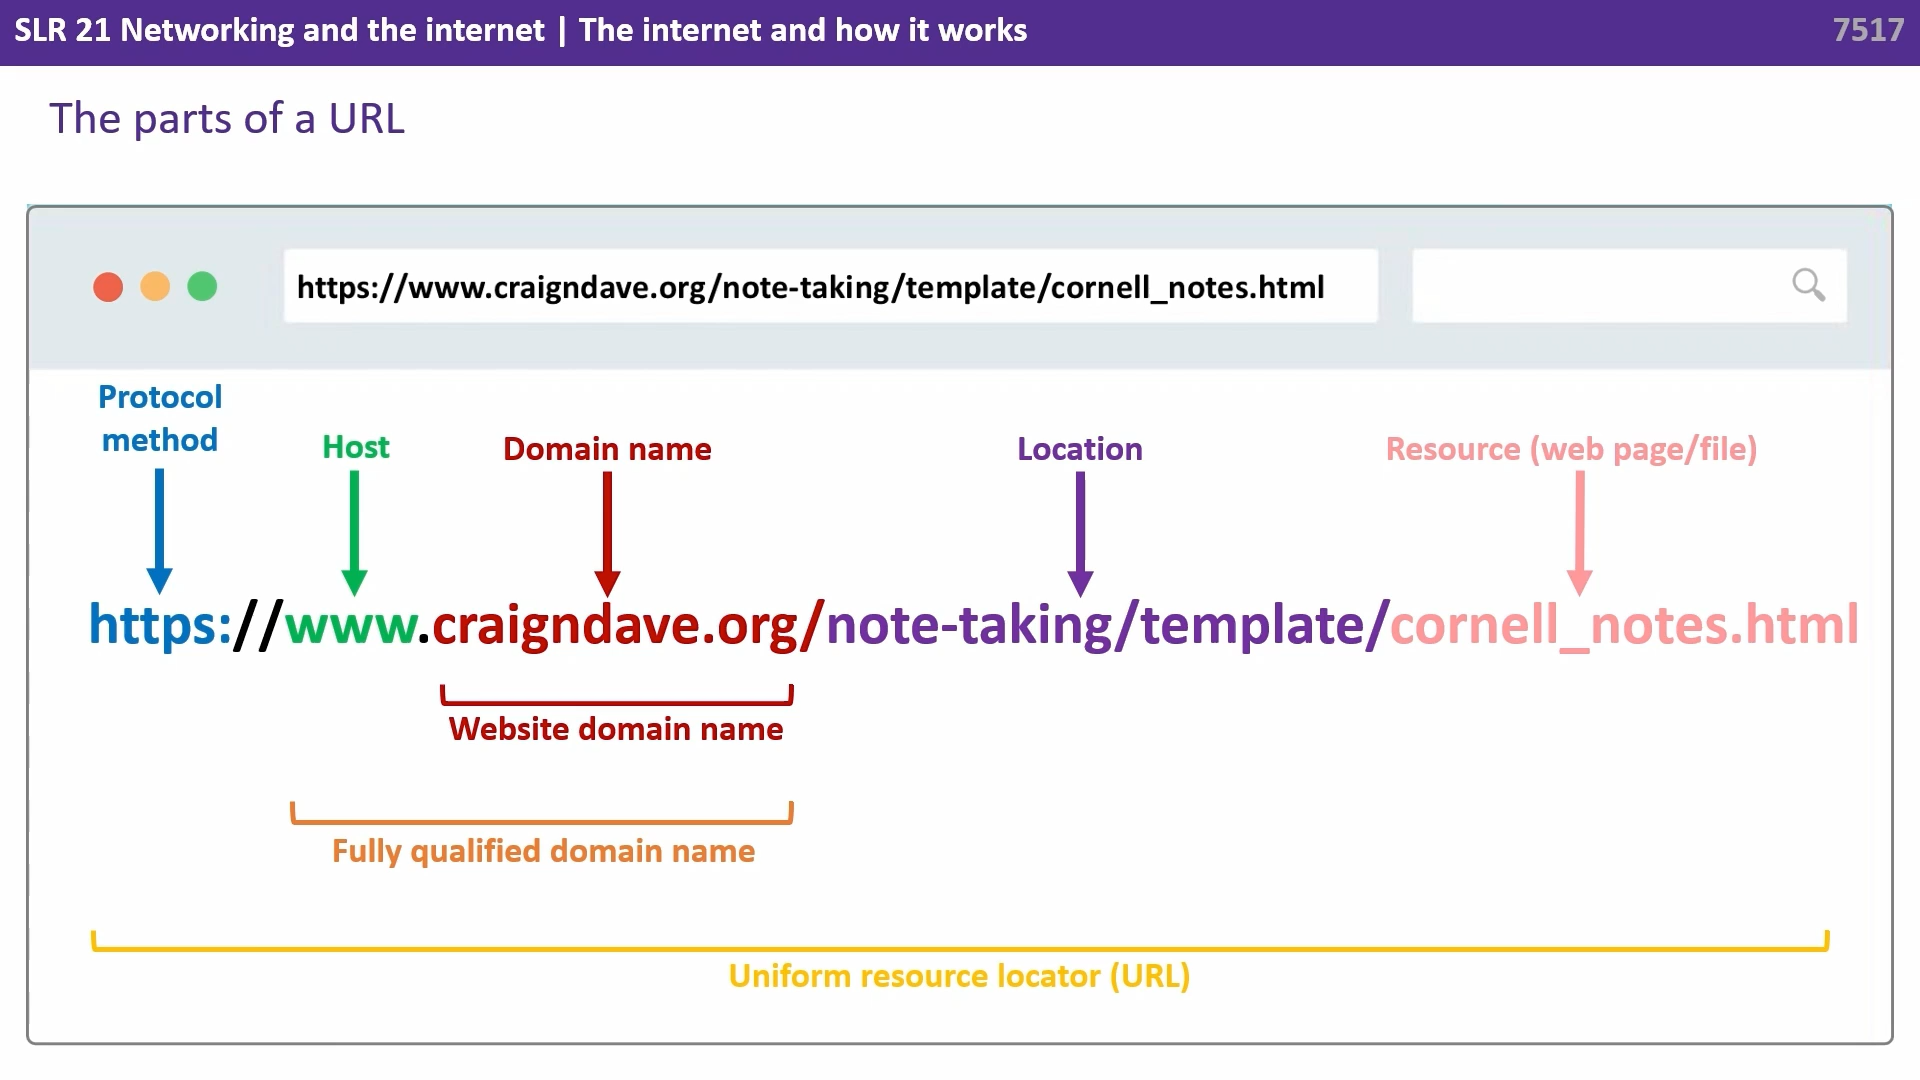 SLR 21 Networking and the internet | The internet and how it works
7517
The parts of a URL
https://www.craigndave.org/note-taking/template/cornell_notes.html
Protocol
method
Host
Domain name
Location
Resource (web page/file)
https://www.craigndave.org/note-taking/template/cornell_notes.html
Website domain name
Fully qualified domain name
Uniform resource locator (URL)